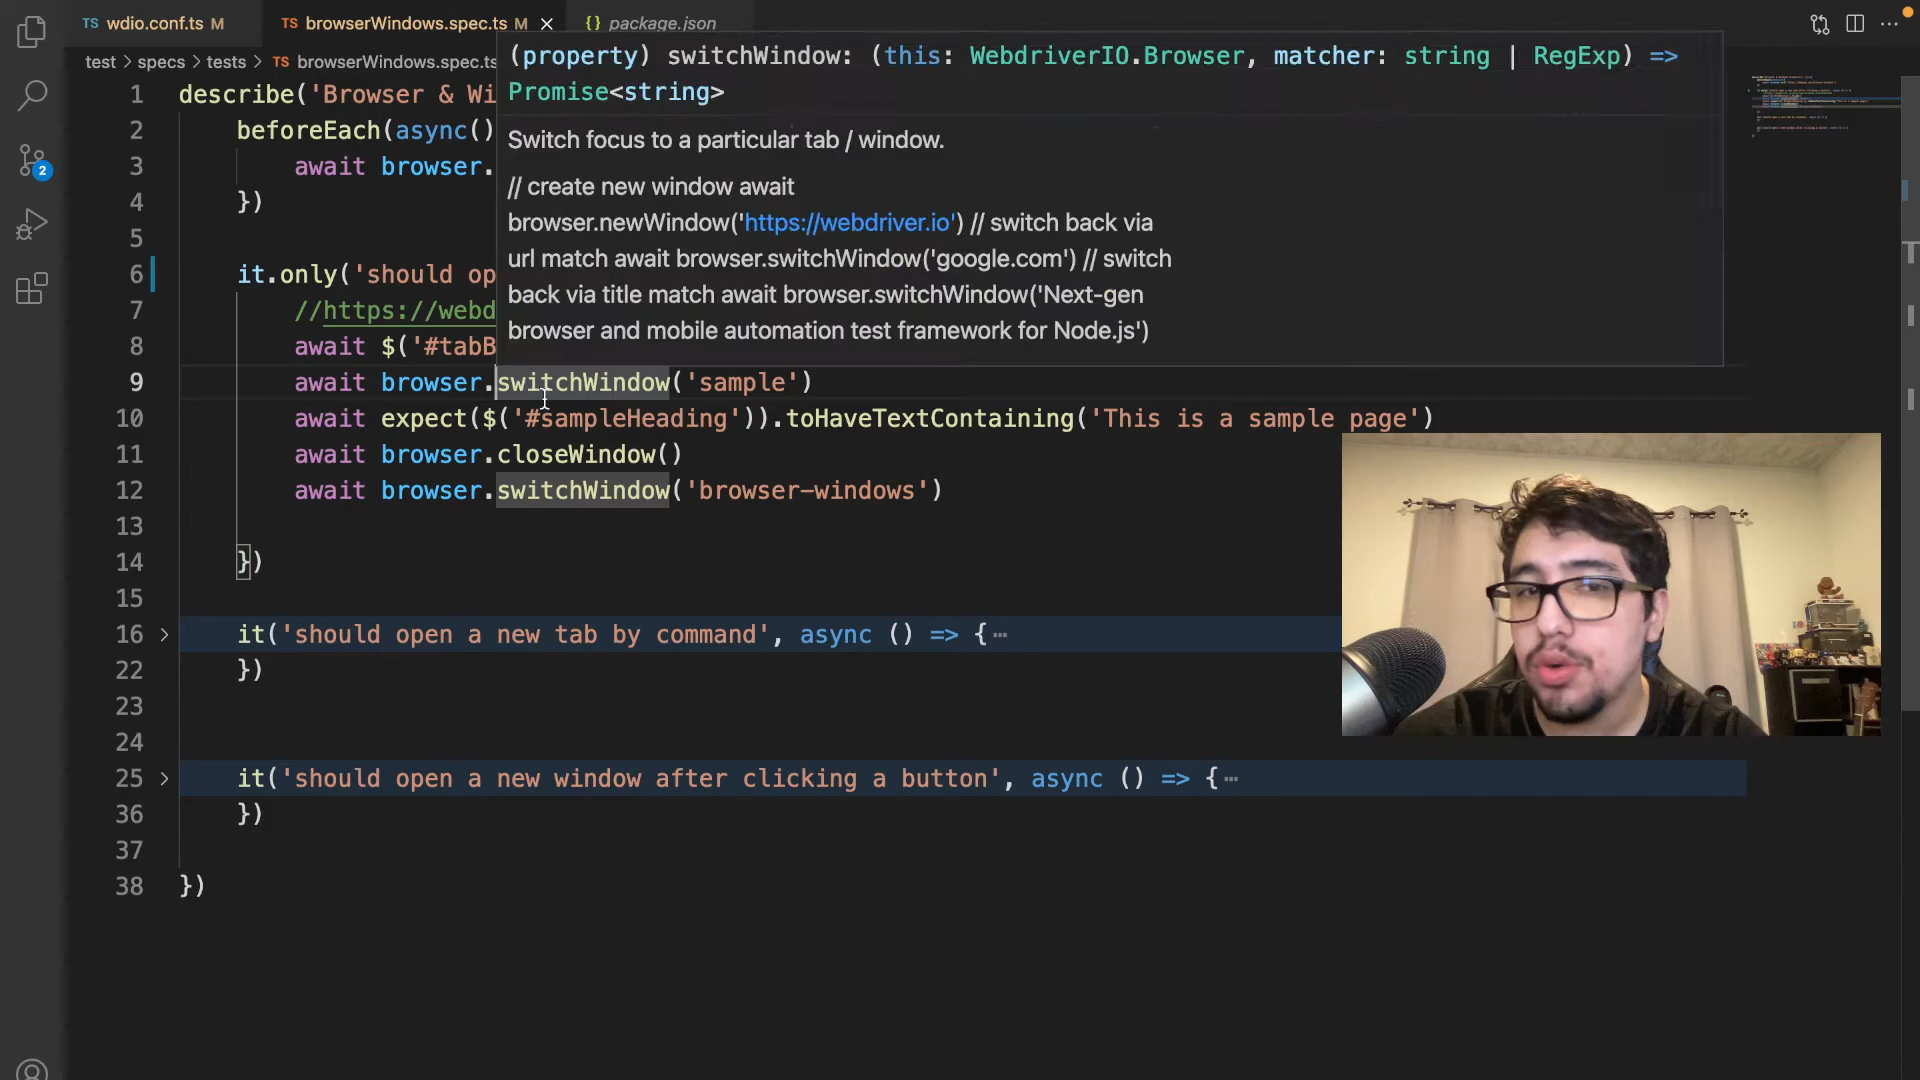 TS wdio.conf.ts M
TS browserWindows.spec.ts M ×
{} package.json
test > specs > tests > TS browserWindows.spec.ts
(property) switchWindow: (this: WebdriverIO.Browser, matcher: string | RegExp) =>
Promise<string>
Switch focus to a particular tab / window.
// create new window await
browser.newWindow('https://webdriver.io') // switch back via
url match await browser.switchWindow('google.com') // switch
back via title match await browser.switchWindow('Next-gen
browser and mobile automation test framework for Node.js')
1 describe('Browser & Wi
2 beforeEach(async()
3 await browser.
4 })
5
6 it.only('should op
7 //https://webd
8 await $('#tabB
9 await browser.switchWindow('sample')
10 await expect($('#sampleHeading')).toHaveTextContaining('This is a sample page')
11 await browser.closeWindow()
12 await browser.switchWindow('browser-windows')
13
14 })
15
16 > it('should open a new tab by command', async () => {…
22 })
23
24
25 > it('should open a new window after clicking a button', async () => {…
36 })
37
38 })
2